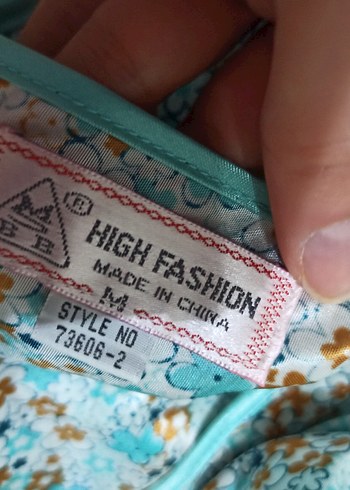 M
B B
®
HIGH FASHION
MADE IN CHINA
M
STYLE NO
73606-2